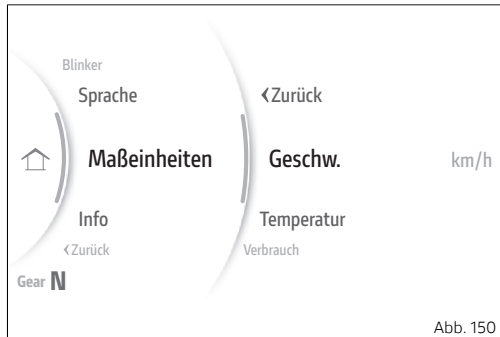 Blinker
Sprache
‹Zurück
Maßeinheiten
Geschw.
km/h
Info
Temperatur
‹Zurück
Verbrauch
Gear N
Abb. 150